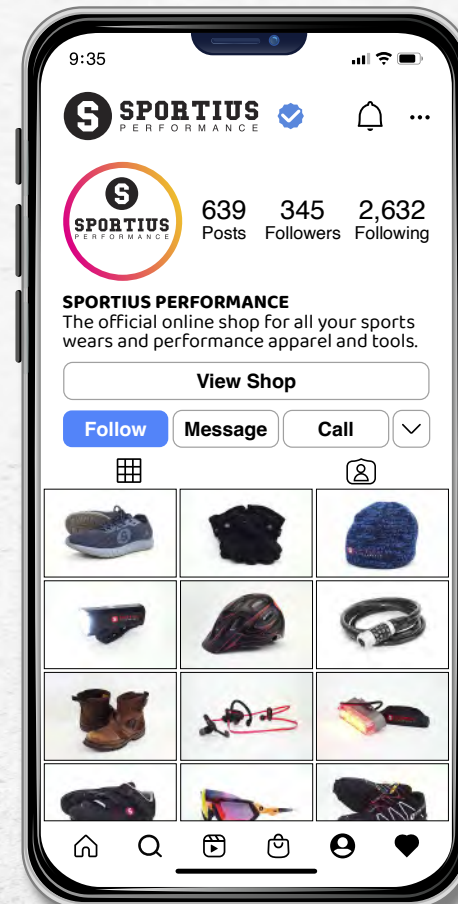 9:35
S SPORTIUS
PERFORMANCE
S
SPORTIUS
PERFORMANCE
639 345 2,632
Posts Followers Following
SPORTIUS PERFORMANCE
The official online shop for all your sports
wears and performance apparel and tools.
View Shop
Follow Message Call